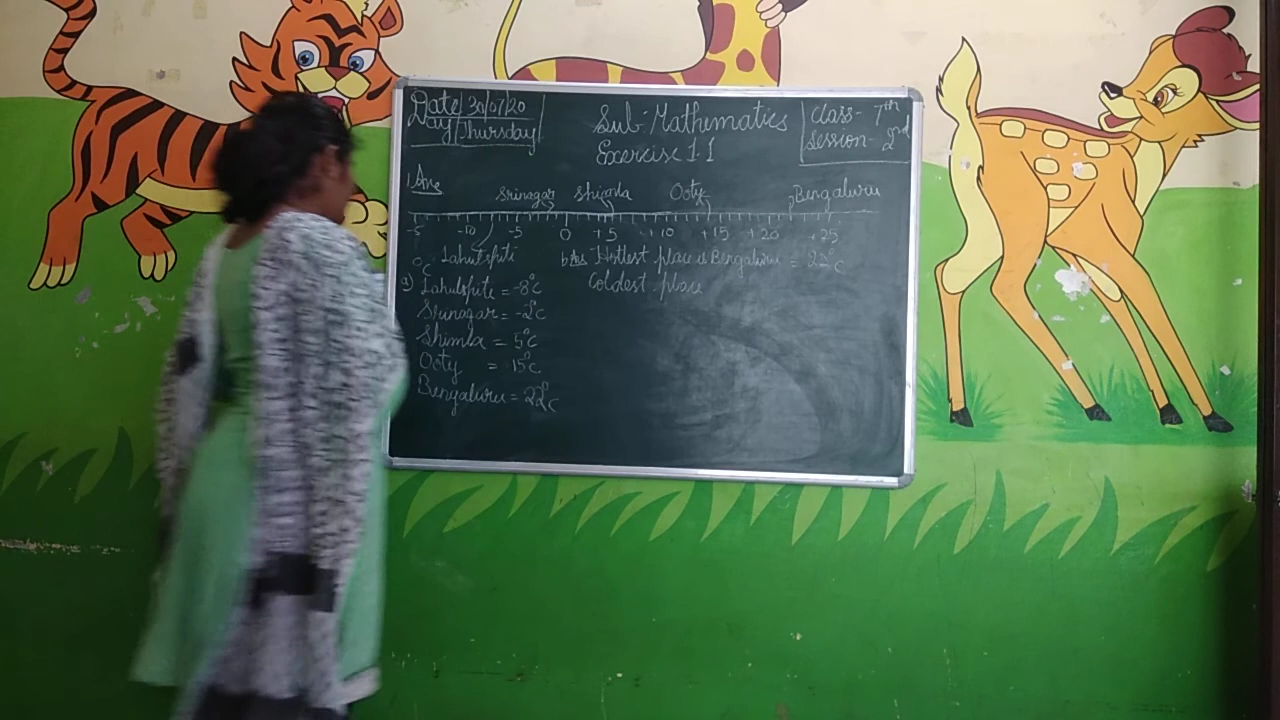 Date 30/07/20
Day Thursday
Sub:- Mathematics
Exercise 1.1
Class- 7th
Session- 2nd
1. Ans
Srinagar Shimla Ooty Bengaluru
-5 -10 -5 0 +5 +10 +15 +20 +25
°C Lahulspiti
a) Lahulspiti = -8°C
Srinagar = -2°C
Shimla = 5°C
Ooty = 15°C
Bengaluru = 22°C
b Ans Hottest place is Bengaluru = 22°C
Coldest place